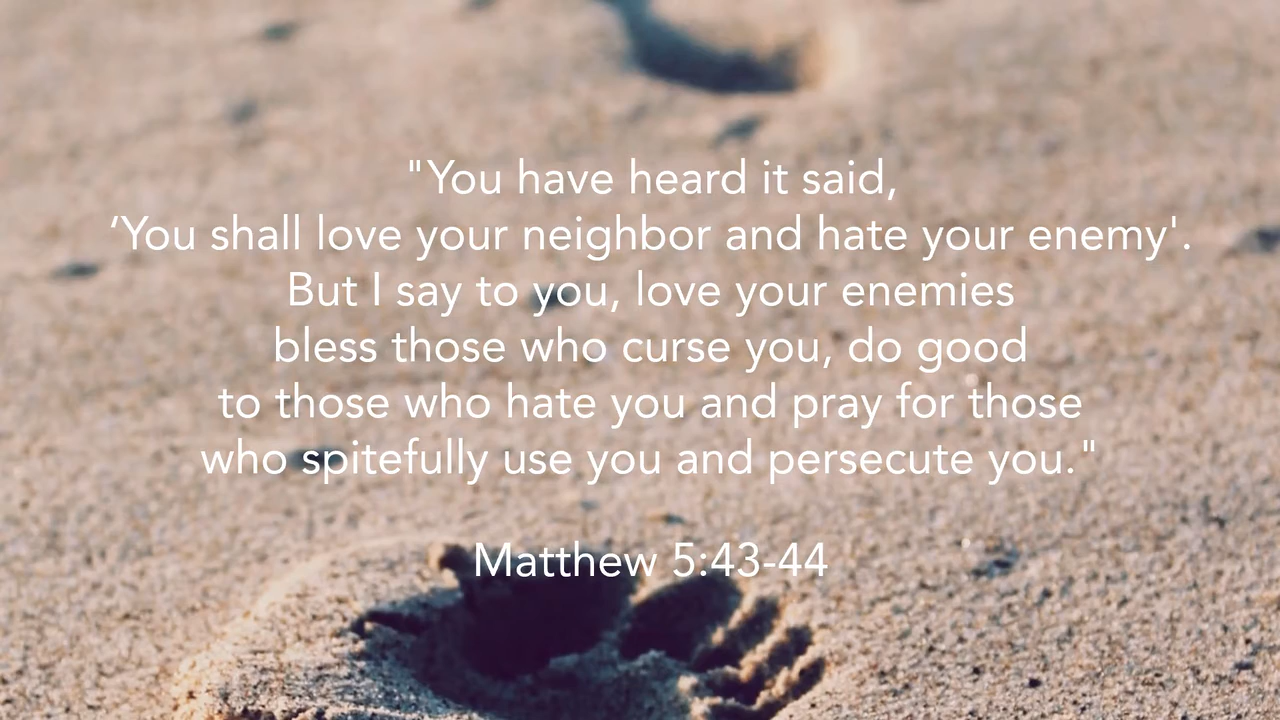 "You have heard it said,
‘You shall love your neighbor and hate your enemy'.
But I say to you, love your enemies
bless those who curse you, do good
to those who hate you and pray for those
who spitefully use you and persecute you."
Matthew 5:43-44